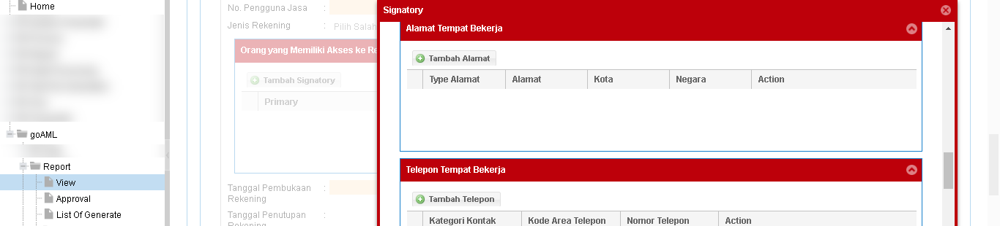 Home
goAML
Report
View
Approval
List Of Generate
No. Pengguna Jasa
Jenis Rekening : Pilih Salah
Orang yang Memiliki Akses ke Re
Tambah Signatory
Primary
Tanggal Pembukaan :
Rekening
Tanggal Penutupan :
Rekening
Signatory
Alamat Tempat Bekerja
Tambah Alamat
Type Alamat Alamat Kota Negara Action
Telepon Tempat Bekerja
Tambah Telepon
Kategori Kontak Kode Area Telepon Nomor Telepon Action